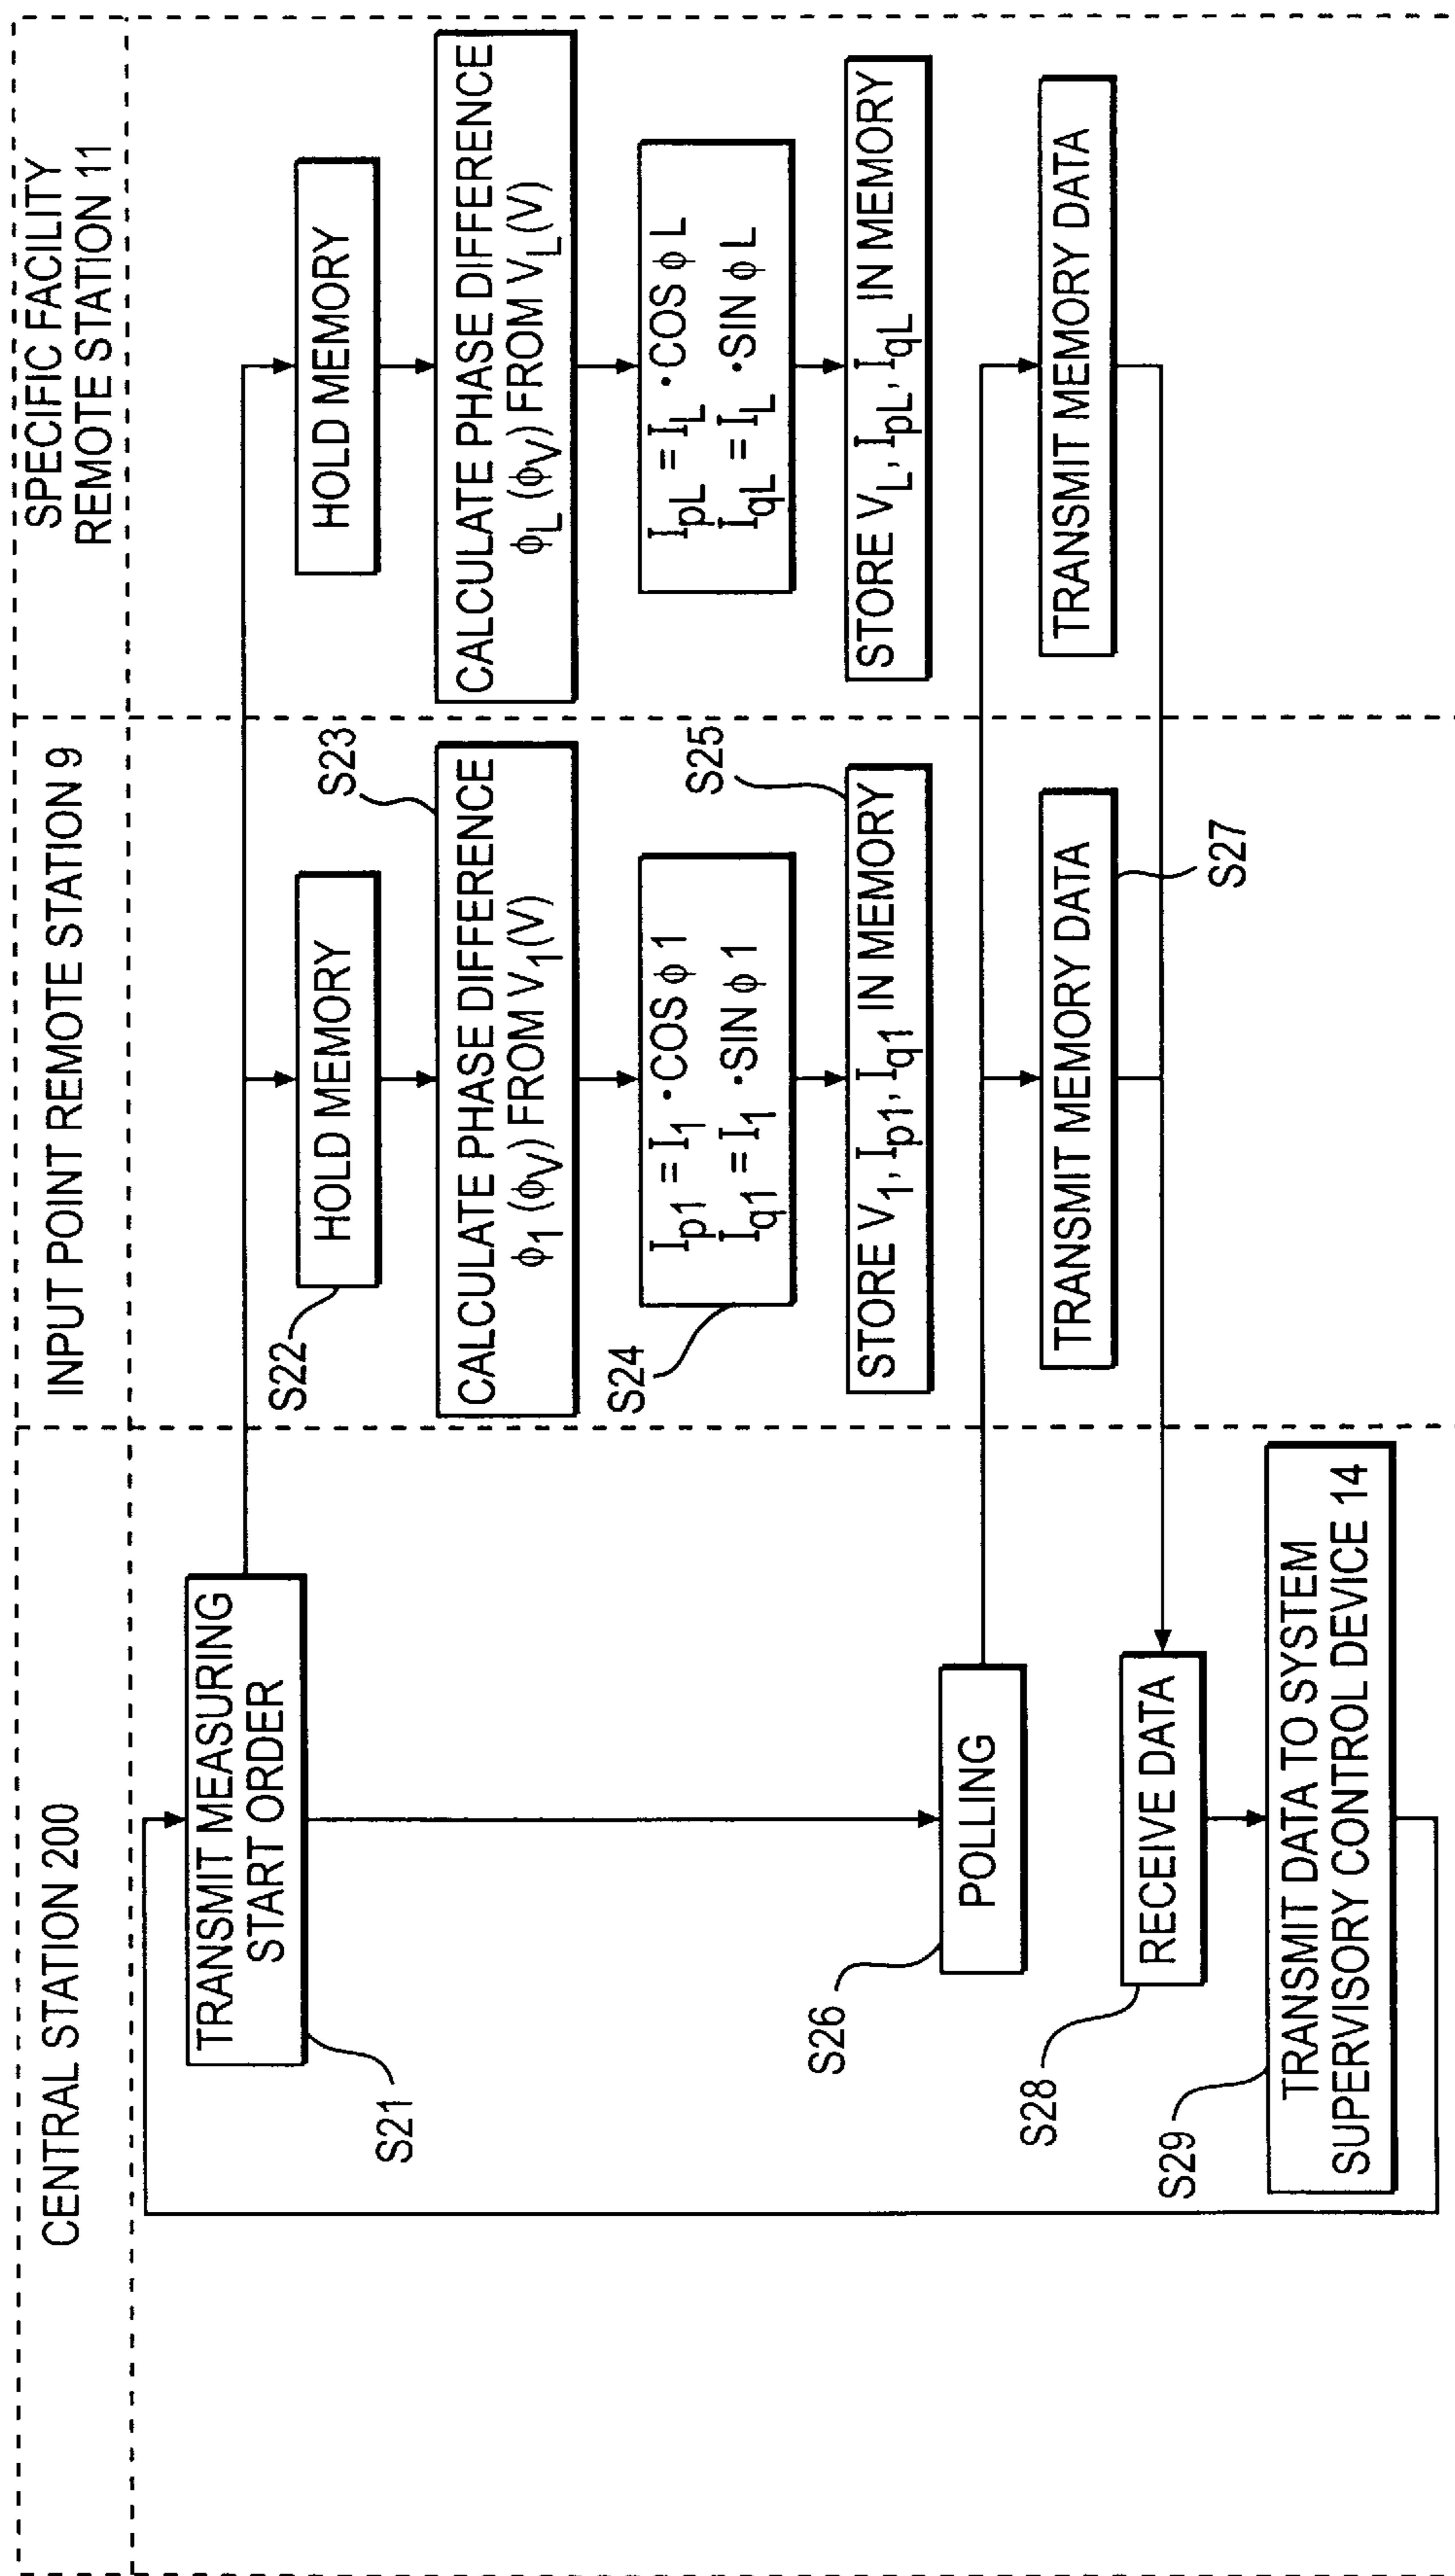 CENTRAL STATION 200
TRANSMIT MEASURING
START ORDER
S21
POLLING
S26
RECEIVE DATA
S28
TRANSMIT DATA TO SYSTEM
SUPERVISORY CONTROL DEVICE 14
S29
INPUT POINT REMOTE STATION 9
HOLD MEMORY
S22
CALCULATE PHASE DIFFERENCE
ϕ1 (ϕV) FROM V1(V)
S23
Ip1 = I1 • COS ϕ 1
Iq1 = I1 • SIN ϕ 1
S24
STORE V1, Ip1, Iq1 IN MEMORY
S25
TRANSMIT MEMORY DATA
S27
SPECIFIC FACILITY
REMOTE STATION 11
HOLD MEMORY
CALCULATE PHASE DIFFERENCE
ϕL (ϕV) FROM VL(V)
IpL = IL • COS ϕ L
IqL = IL • SIN ϕ L
STORE VL, IpL, IqL IN MEMORY
TRANSMIT MEMORY DATA